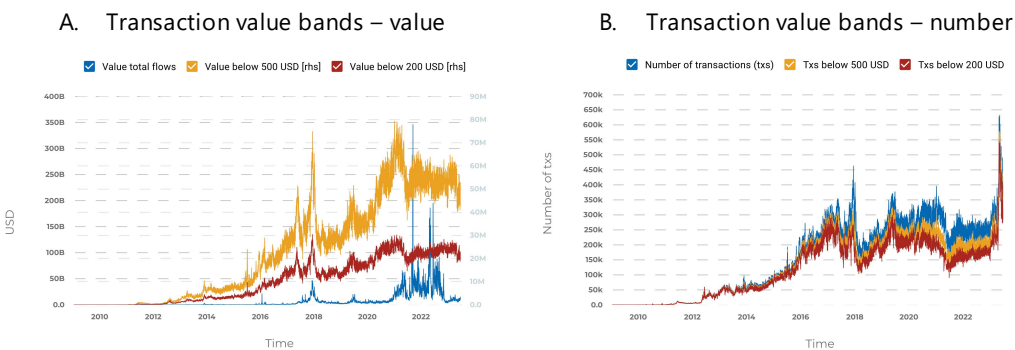 A. Transaction value bands – value
Value total flows Value below 500 USD [rhs] Value below 200 USD [rhs]
400B
350B
300B
250B
200B
150B
100B
50B
0.0
90M
80M
70M
60M
50M
40M
30M
20M
10M
0.0
USD
2010 2012 2014 2016 2018 2020 2022
Time
B. Transaction value bands – number
Number of transactions (txs) Txs below 500 USD Txs below 200 USD
700k
650k
600k
550k
500k
450k
400k
350k
300k
250k
200k
150k
100k
50k
0.0
Number of txs
2010 2012 2014 2016 2018 2020 2022
Time